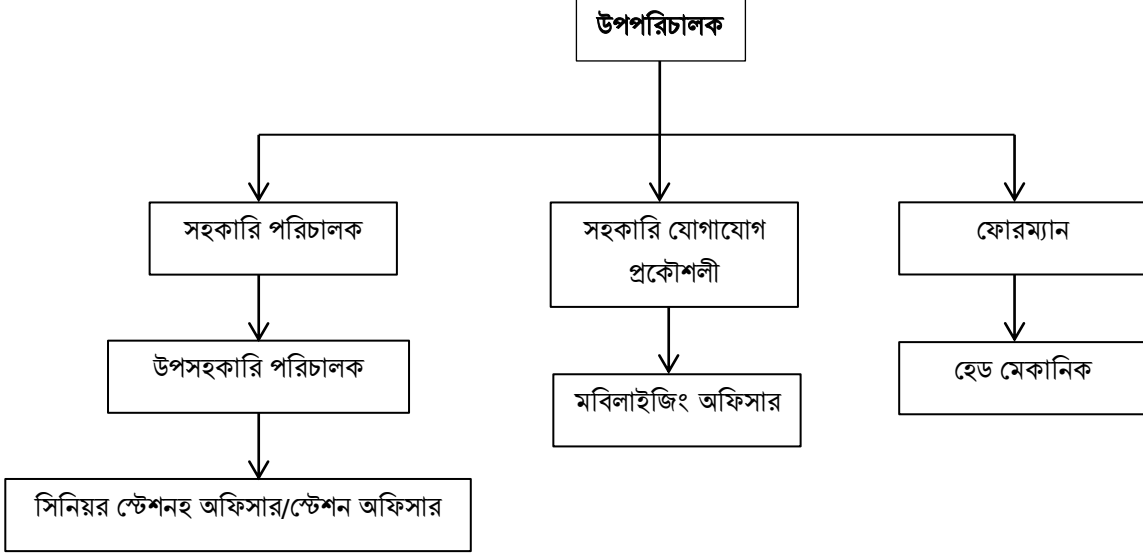 উপপরিচালক
সহকারি পরিচালক
সহকারি যোগাযোগ
প্রকৌশলী
ফোরম্যান
উপসহকারি পরিচালক
মবিলাইজিং অফিসার
হেড মেকানিক
সিনিয়র স্টেশনহ অফিসার/স্টেশন অফিসার